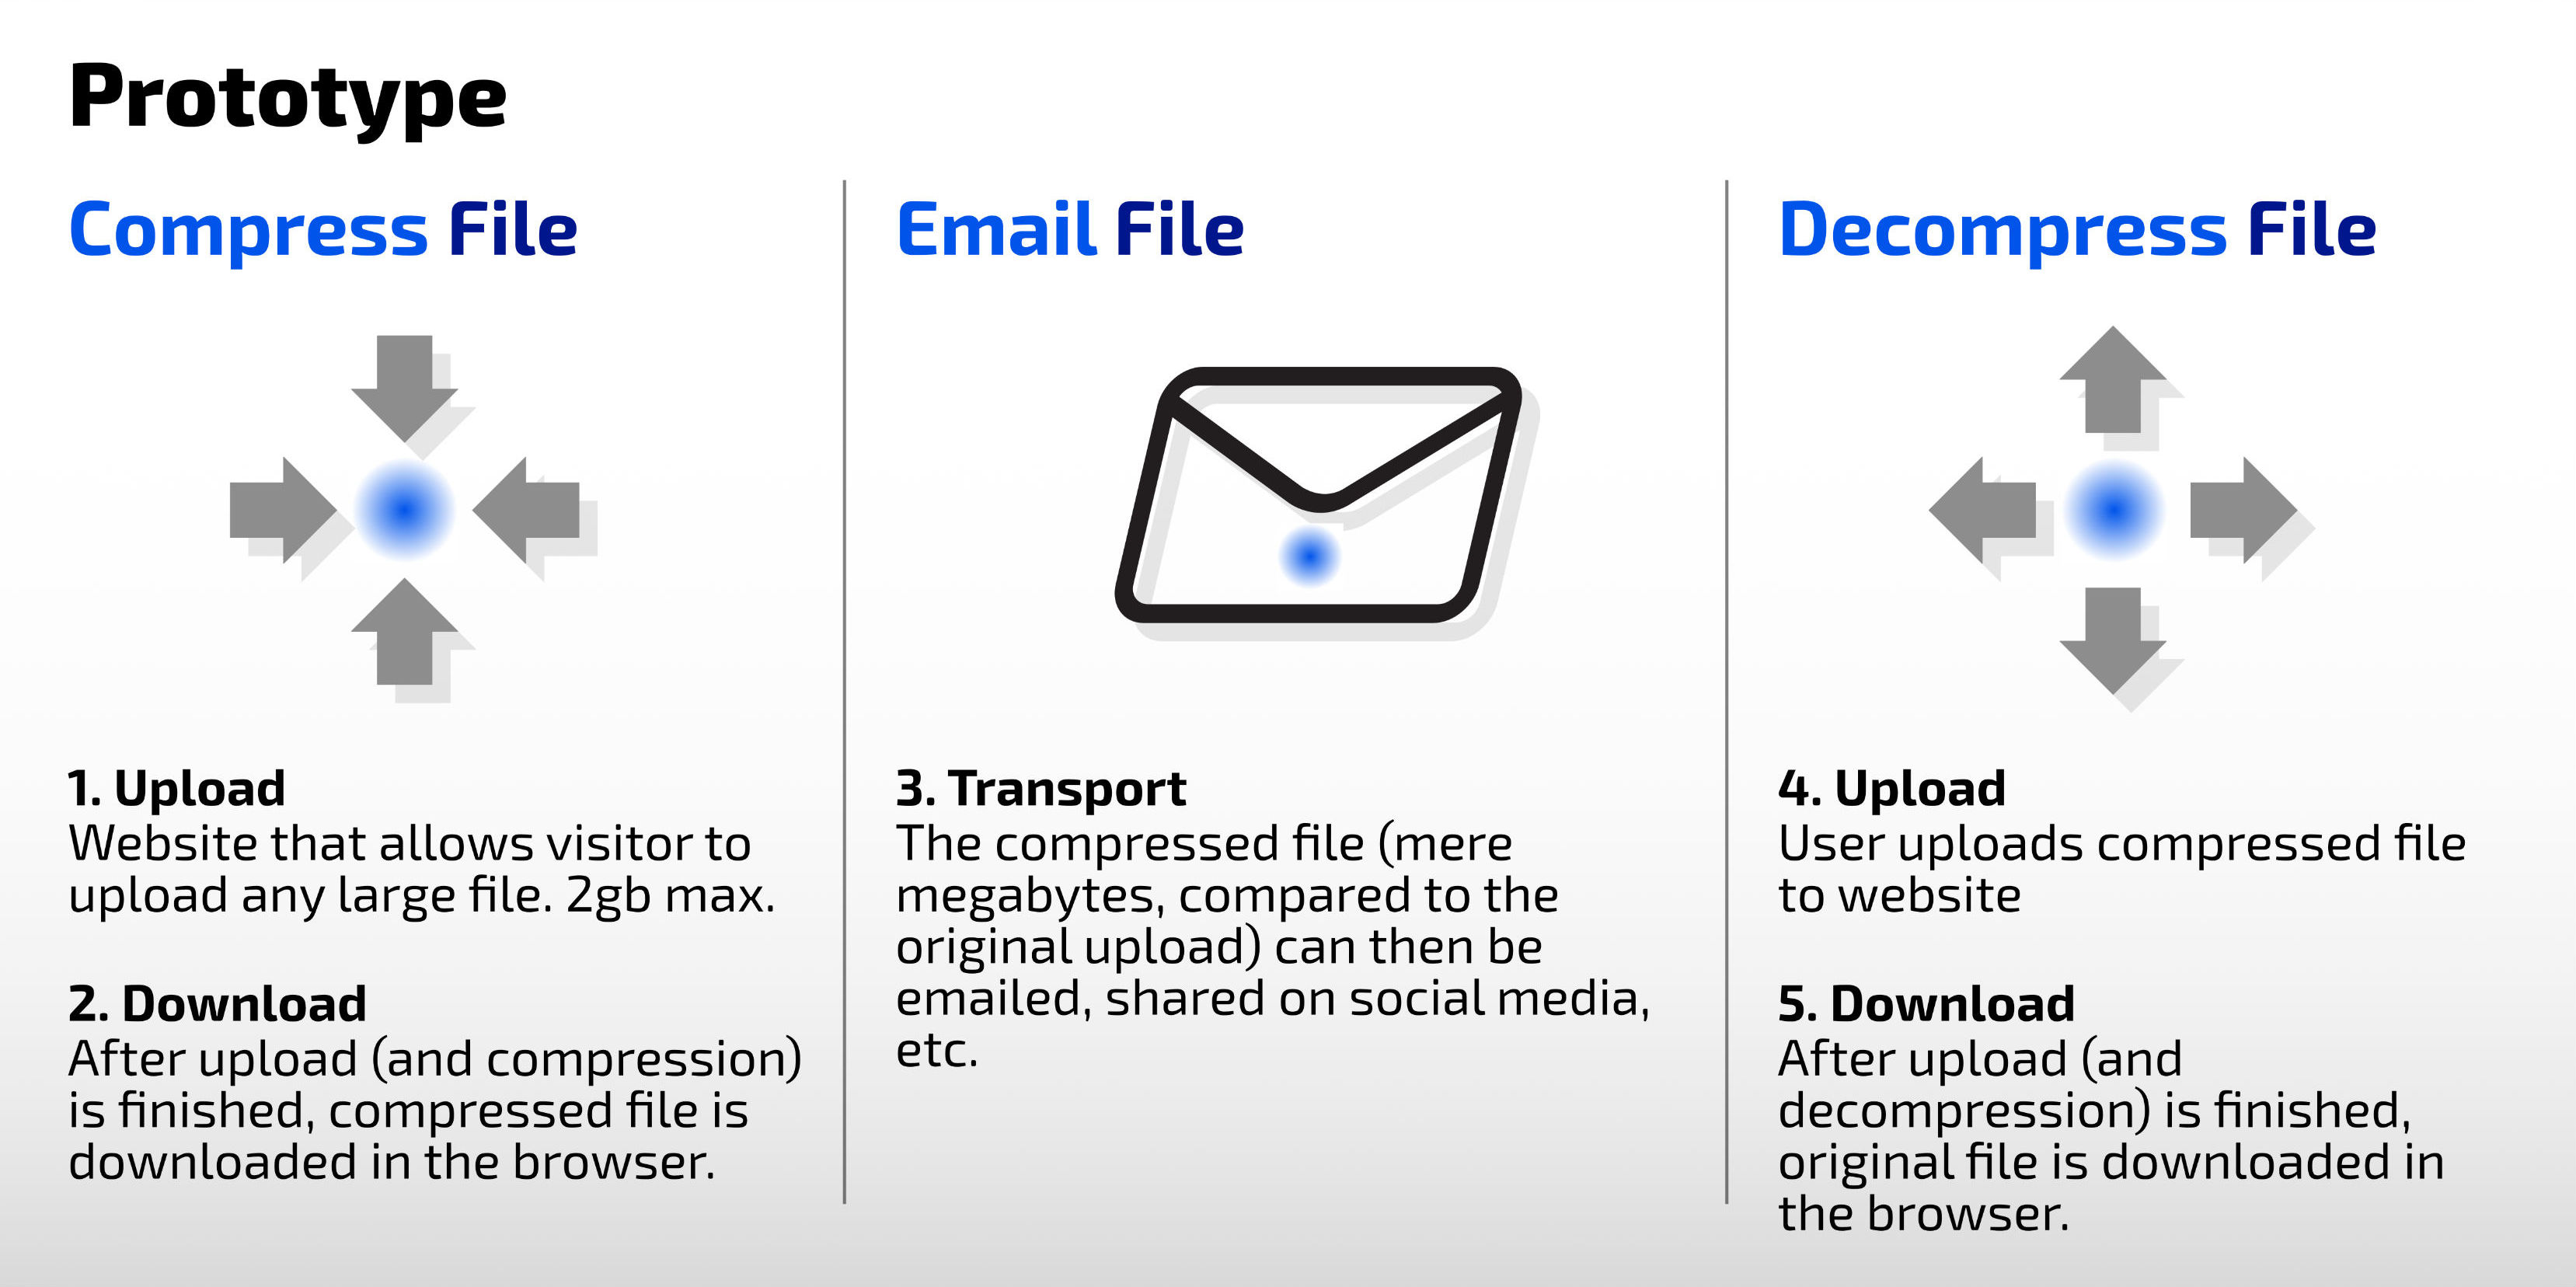 Prototype
Compress File
1. Upload
Website that allows visitor to
upload any large file. 2gb max.
2. Download
After upload (and compression)
is finished, compressed file is
downloaded in the browser.
Email File
3. Transport
The compressed file (mere
megabytes, compared to the
original upload) can then be
emailed, shared on social media,
etc.
Decompress File
4. Upload
User uploads compressed file
to website
5. Download
After upload (and
decompression) is finished,
original file is downloaded in
the browser.